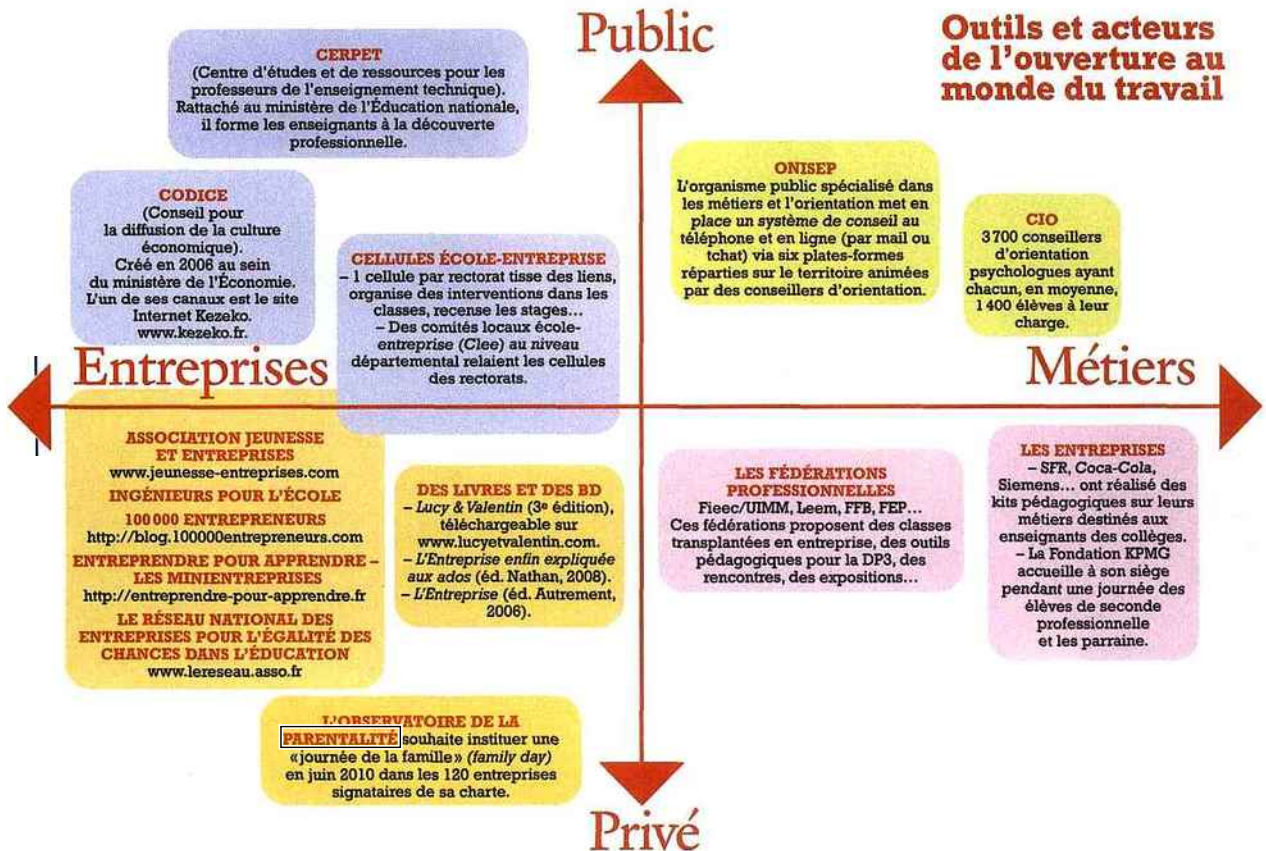 Public
Outils et acteurs
de l'ouverture au
monde du travail
CERPET
(Centre d'études et de ressources pour les
professeurs de l'enseignement technique).
Rattaché au ministère de l'Éducation nationale,
il forme les enseignants à la découverte
professionnelle.
CODICE
(Conseil pour
la diffusion de la culture
économique).
Créé en 2006 au sein
du ministère de l'Économie.
L'un de ses canaux est le site
Internet Kezeko.
www.kezeko.fr.
CELLULES ÉCOLE-ENTREPRISE
– 1 cellule par rectorat tisse des liens,
organise des interventions dans les
classes, recense les stages...
– Des comités locaux école-
entreprise (Clee) au niveau
départemental relaient les cellules
des rectorats.
ONISEP
L'organisme public spécialisé dans
les métiers et l'orientation met en
place un système de conseil au
téléphone et en ligne (par mail ou
tchat) via six plates-formes
réparties sur le territoire animées
par des conseillers d'orientation.
CIO
3 700 conseillers
d'orientation
psychologues ayant
chacun, en moyenne,
1 400 élèves à leur
charge.
Entreprises
Métiers
ASSOCIATION JEUNESSE
ET ENTREPRISES
www.jeunesse-entreprises.com
INGÉNIEURS POUR L'ÉCOLE
100 000 ENTREPRENEURS
http://blog.100000entrepreneurs.com
ENTREPRENDRE POUR APPRENDRE –
LES MINIENTREPRISES
http://entreprendre-pour-apprendre.fr
LE RÉSEAU NATIONAL DES
ENTREPRISES POUR L'ÉGALITÉ DES
CHANCES DANS L'ÉDUCATION
www.lereseau.asso.fr
DES LIVRES ET DES BD
– Lucy & Valentin (3e édition),
téléchargeable sur
www.lucyetvalentin.com.
– L'Entreprise enfin expliquée
aux ados (éd. Nathan, 2008).
– L'Entreprise (éd. Autrement,
2006).
LES FÉDÉRATIONS
PROFESSIONNELLES
Fieec/UIMM, Leem, FFB, FEP...
Ces fédérations proposent des classes
transplantées en entreprise, des outils
pédagogiques pour la DP3, des
rencontres, des expositions...
LES ENTREPRISES
– SFR, Coca-Cola,
Siemens... ont réalisé des
kits pédagogiques sur leurs
métiers destinés aux
enseignants des collèges.
– La Fondation KPMG
accueille à son siège
pendant une journée des
élèves de seconde
professionnelle
et les parraine.
L'OBSERVATOIRE DE LA
PARENTALITÉ souhaite instituer une
«journée de la famille» (family day)
en juin 2010 dans les 120 entreprises
signataires de sa charte.
Privé